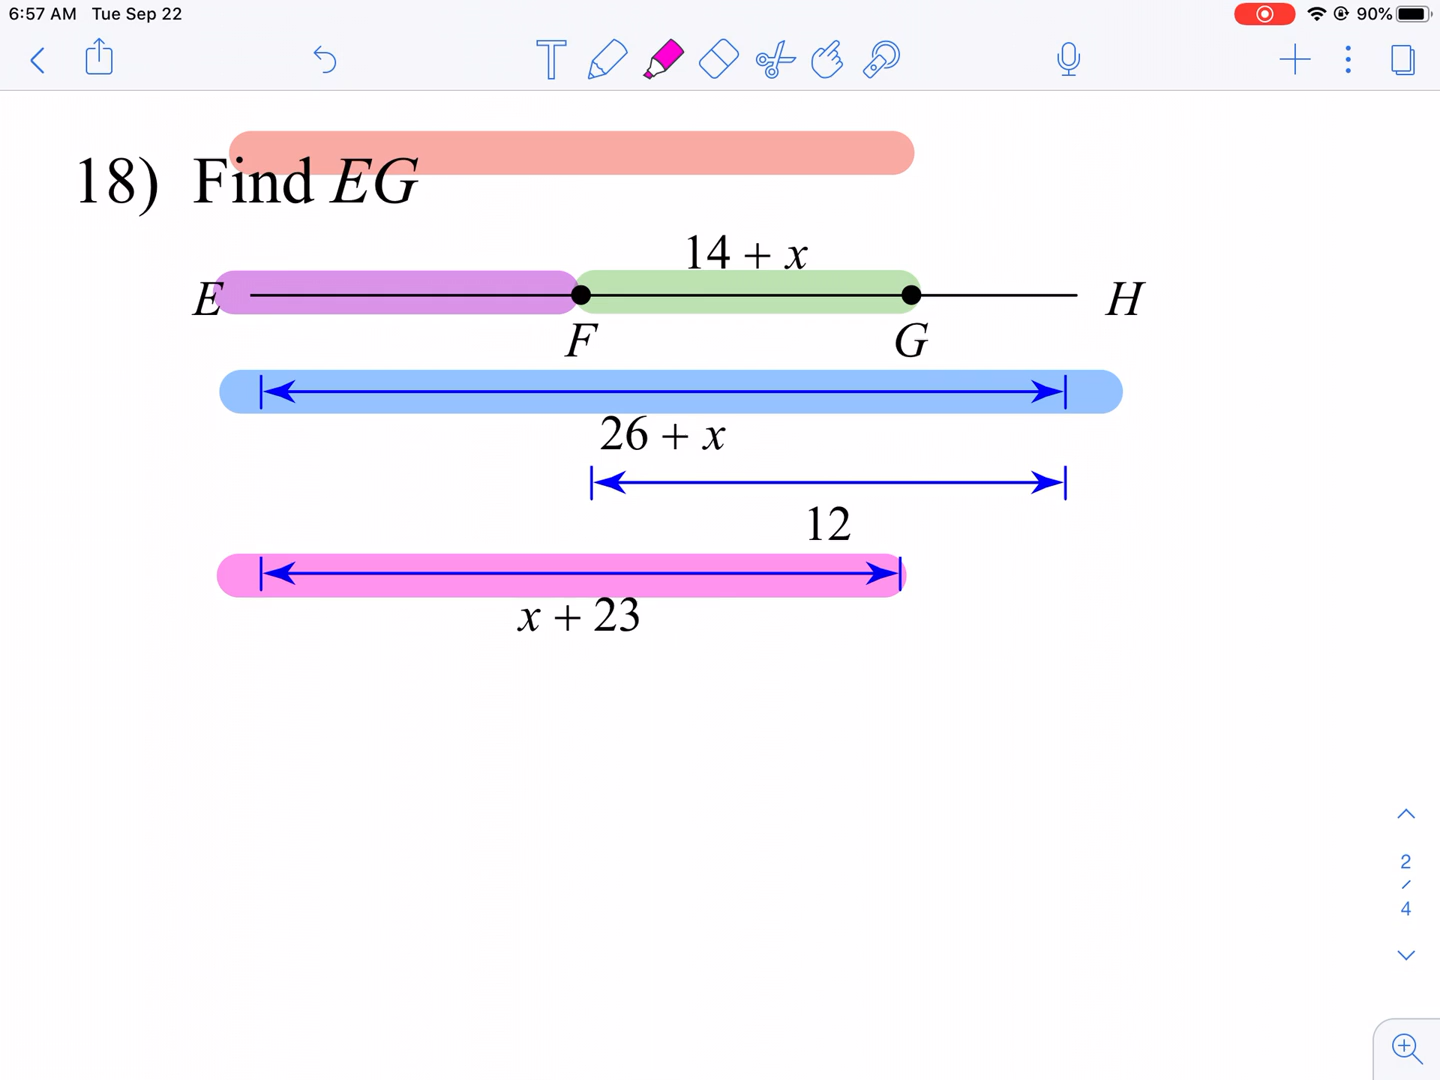 6:57 AM Tue Sep 22 90%
T
18) Find EG
14 + x
E H
F G
26 + x
12
x + 23
2
/
4